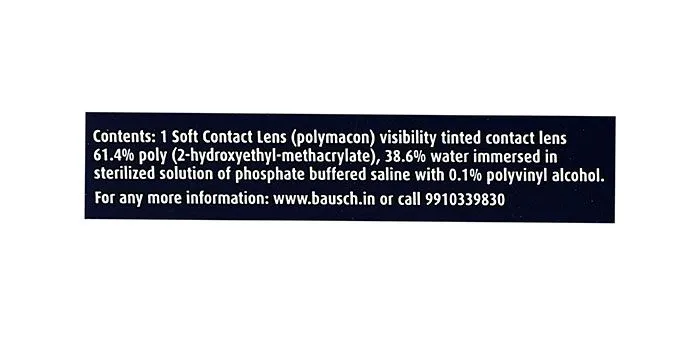 Contents: 1 Soft Contact Lens (polymacon) visibility tinted contact lens
61.4% poly (2-hydroxyethyl-methacrylate), 38.6% water immersed in
sterilized solution of phosphate buffered saline with 0.1% polyvinyl alcohol.
For any more information: www.bausch.in or call 9910339830